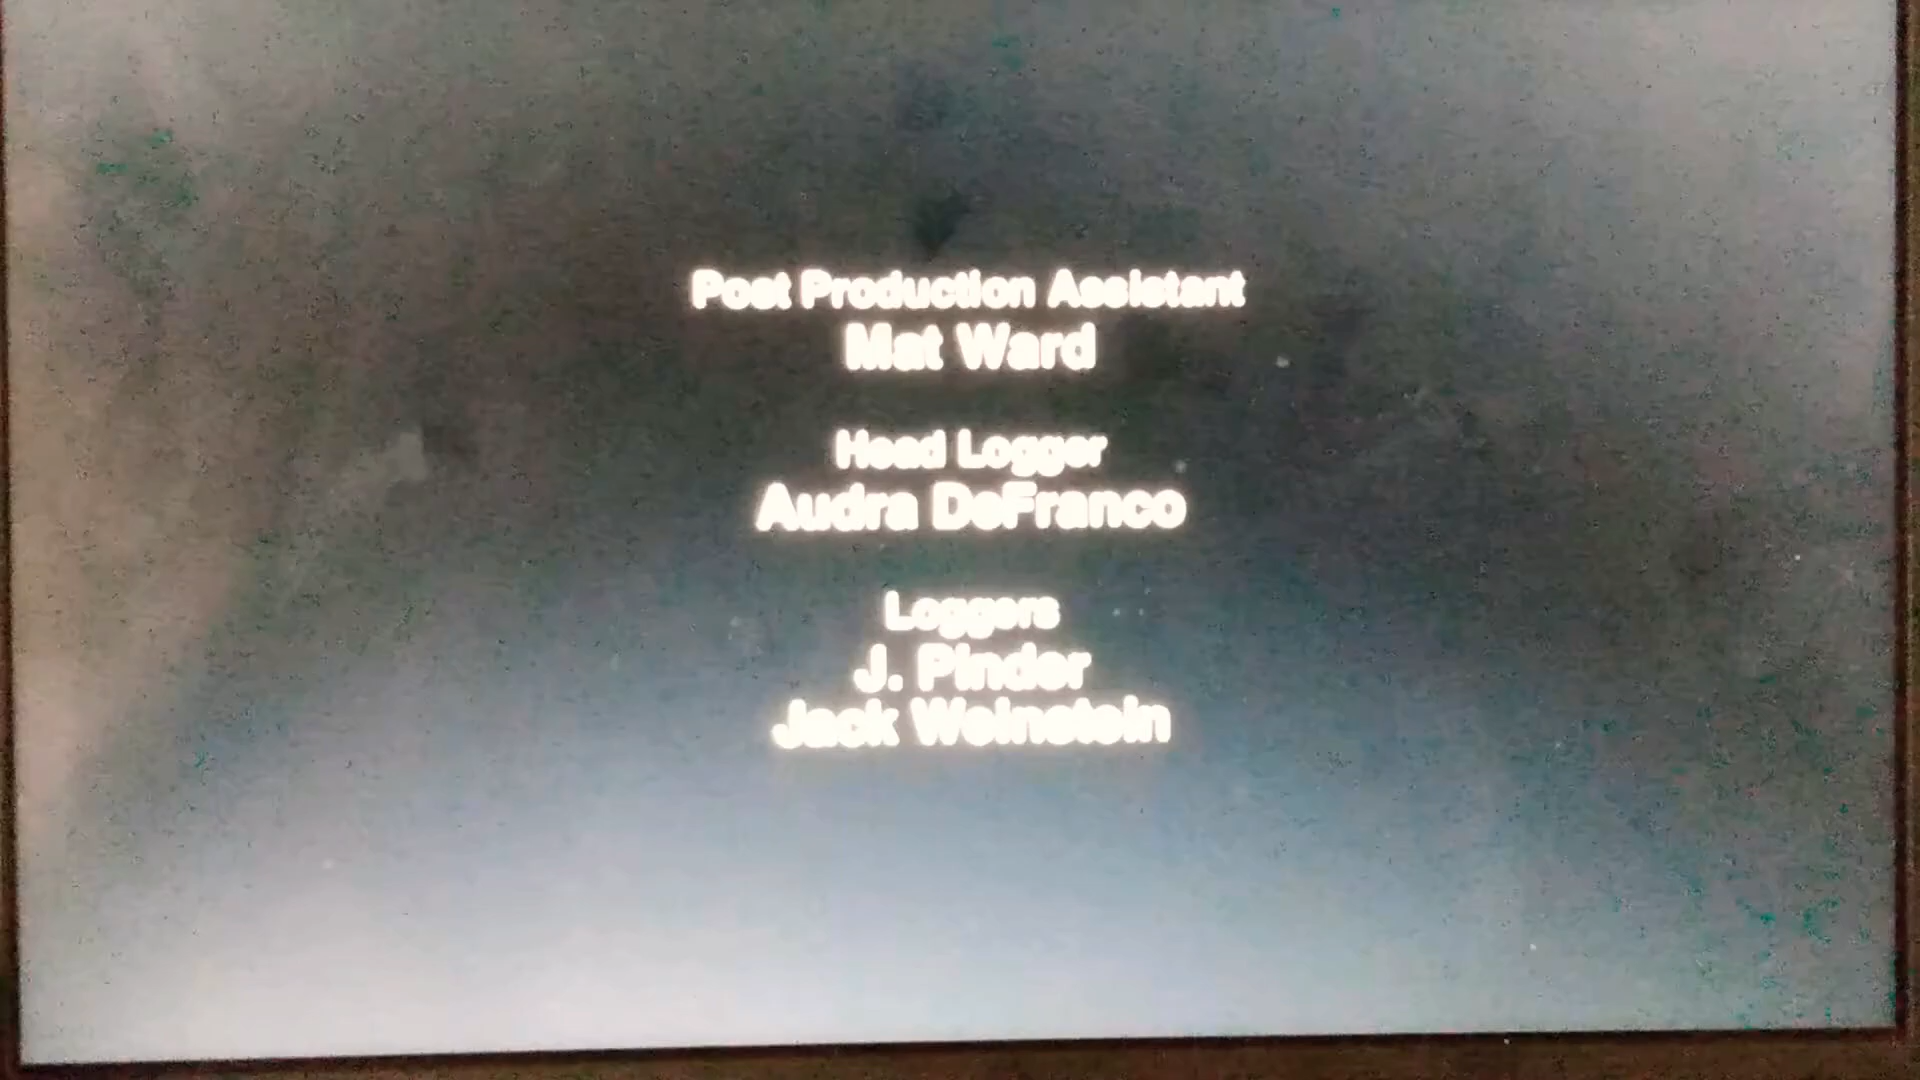 Post Production Assistant
Mat Ward
Head Logger
Audra DeFranco
Loggers
J. Pinder
Jack Weinstein